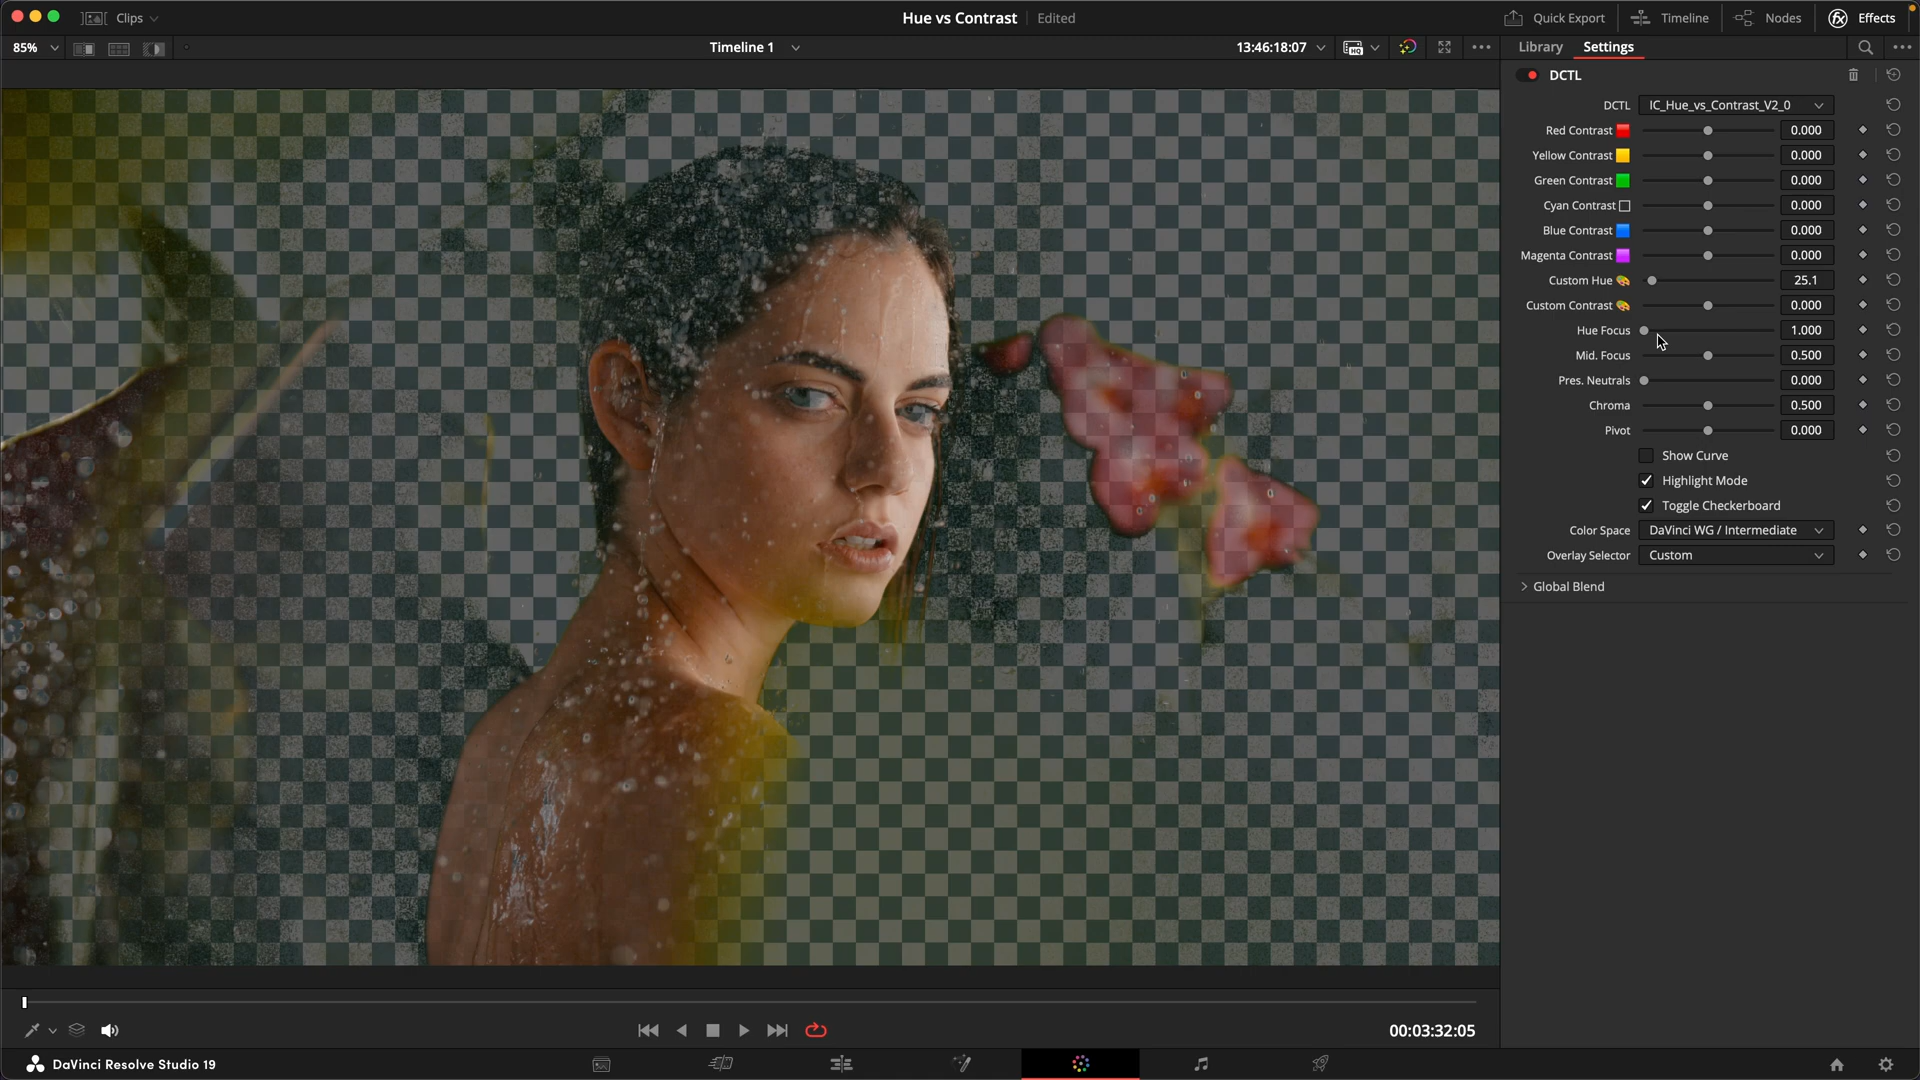 Clips
Hue vs Contrast
Edited
Quick Export
Timeline
Nodes
Effects
85%
Timeline 1
13:46:18:07
HQ
Library
Settings
DCTL
DCTL IC_Hue_vs_Contrast_V2_0
Red Contrast 0.000
Yellow Contrast 0.000
Green Contrast 0.000
Cyan Contrast 0.000
Blue Contrast 0.000
Magenta Contrast 0.000
Custom Hue 25.1
Custom Contrast 0.000
Hue Focus 1.000
Mid. Focus 0.500
Pres. Neutrals 0.000
Chroma 0.500
Pivot 0.000
Show Curve
Highlight Mode
Toggle Checkerboard
Color Space DaVinci WG / Intermediate
Overlay Selector Custom
Global Blend
00:03:32:05
DaVinci Resolve Studio 19